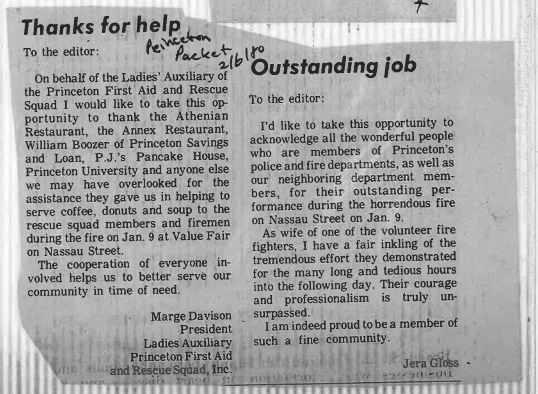 Thanks for help
Princeton
Packet
2/6/80
To the editor:
On behalf of the Ladies' Auxiliary of
the Princeton First Aid and Rescue
Squad I would like to take this op-
portunity to thank the Athenian
Restaurant, the Annex Restaurant,
William Boozer of Princeton Savings
and Loan, P.J.'s Pancake House,
Princeton University and anyone else
we may have overlooked for the
assistance they gave us in helping to
serve coffee, donuts and soup to the
rescue squad members and firemen
during the fire on Jan. 9 at Value Fair
on Nassau Street.
The cooperation of everyone in-
volved helps us to better serve our
community in time of need.
Marge Davison
President
Ladies Auxiliary
Princeton First Aid
and Rescue Squad, Inc.
Outstanding job
To the editor:
I'd like to take this opportunity to
acknowledge all the wonderful people
who are members of Princeton's
police and fire departments, as well as
our neighboring department mem-
bers, for their outstanding per-
formance during the horrendous fire
on Nassau Street on Jan. 9.
As wife of one of the volunteer fire
fighters, I have a fair inkling of the
tremendous effort they demonstrated
for the many long and tedious hours
into the following day. Their courage
and professionalism is truly un-
surpassed.
I am indeed proud to be a member of
such a fine community.
Jera Gloss